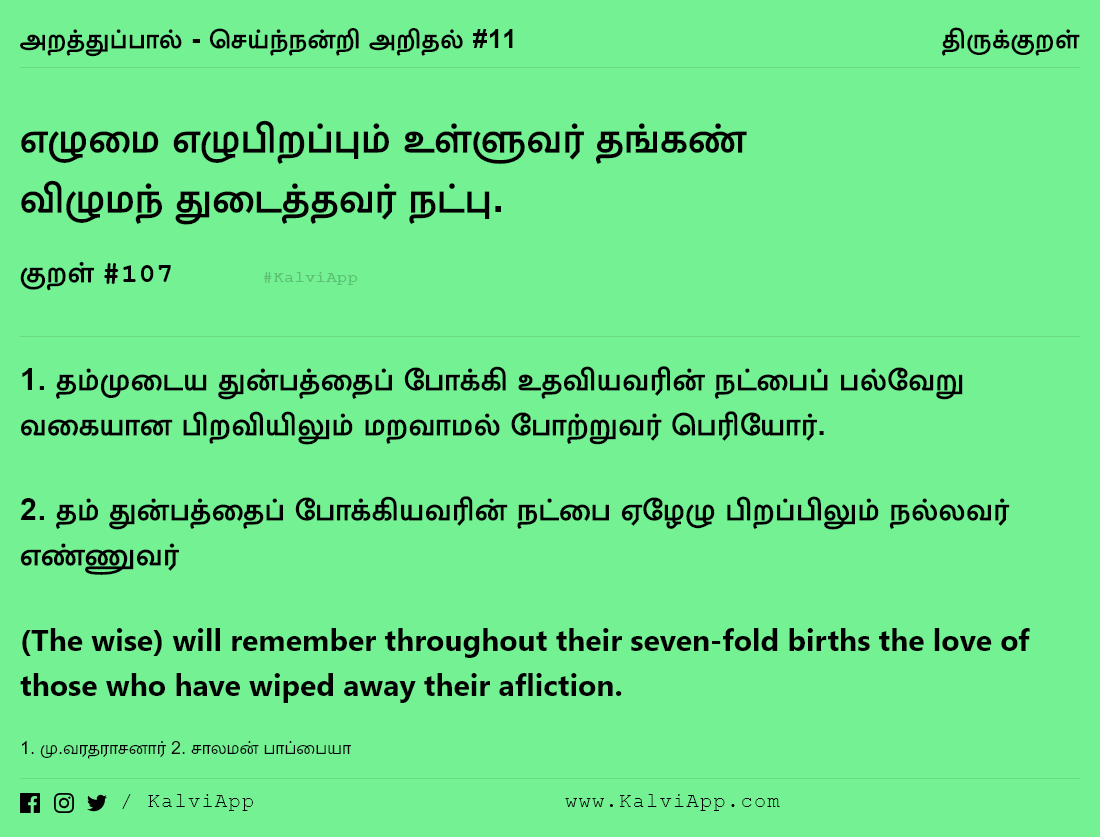 அறத்துப்பால் - செய்ந்நன்றி அறிதல் #11 திருக்குறள்
எழுமை எழுபிறப்பும் உள்ளுவர் தங்கண்
விழுமந் துடைத்தவர் நட்பு.
குறள் #107 #KalviApp
1. தம்முடைய துன்பத்தைப் போக்கி உதவியவரின் நட்பைப் பல்வேறு
வகையான பிறவியிலும் மறவாமல் போற்றுவர் பெரியோர்.
2. தம் துன்பத்தைப் போக்கியவரின் நட்பை ஏழேழு பிறப்பிலும் நல்லவர்
எண்ணுவர்
(The wise) will remember throughout their seven-fold births the love of
those who have wiped away their afliction.
1. மு.வரதராசனார் 2. சாலமன் பாப்பையா
/ KalviApp www.KalviApp.com